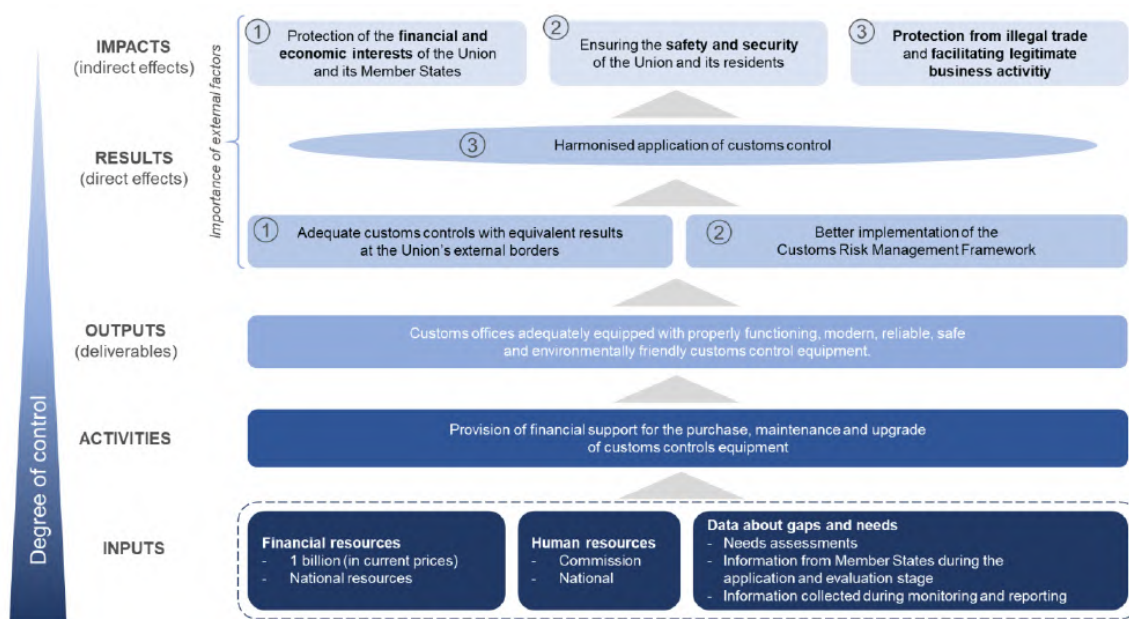 IMPACTS
(indirect effects)
Importance of external factors
1
Protection of the financial and
economic interests of the Union
and its Member States
2
Ensuring the safety and security
of the Union and its residents
3
Protection from illegal trade
and facilitating legitimate
business activitiy
RESULTS
(direct effects)
3
Harmonised application of customs control
1
Adequate customs controls with equivalent results
at the Union's external borders
2
Better implementation of the
Customs Risk Management Framework
OUTPUTS
(deliverables)
Customs offices adequately equipped with properly functioning, modern, reliable, safe
and environmentally friendly customs control equipment.
Degree of control
ACTIVITIES
Provision of financial support for the purchase, maintenance and upgrade
of customs controls equipment
INPUTS
Financial resources
- 1 billion (in current prices)
- National resources
Human resources
- Commission
- National
Data about gaps and needs
- Needs assessments
- Information from Member States during the
application and evaluation stage
- Information collected during monitoring and reporting